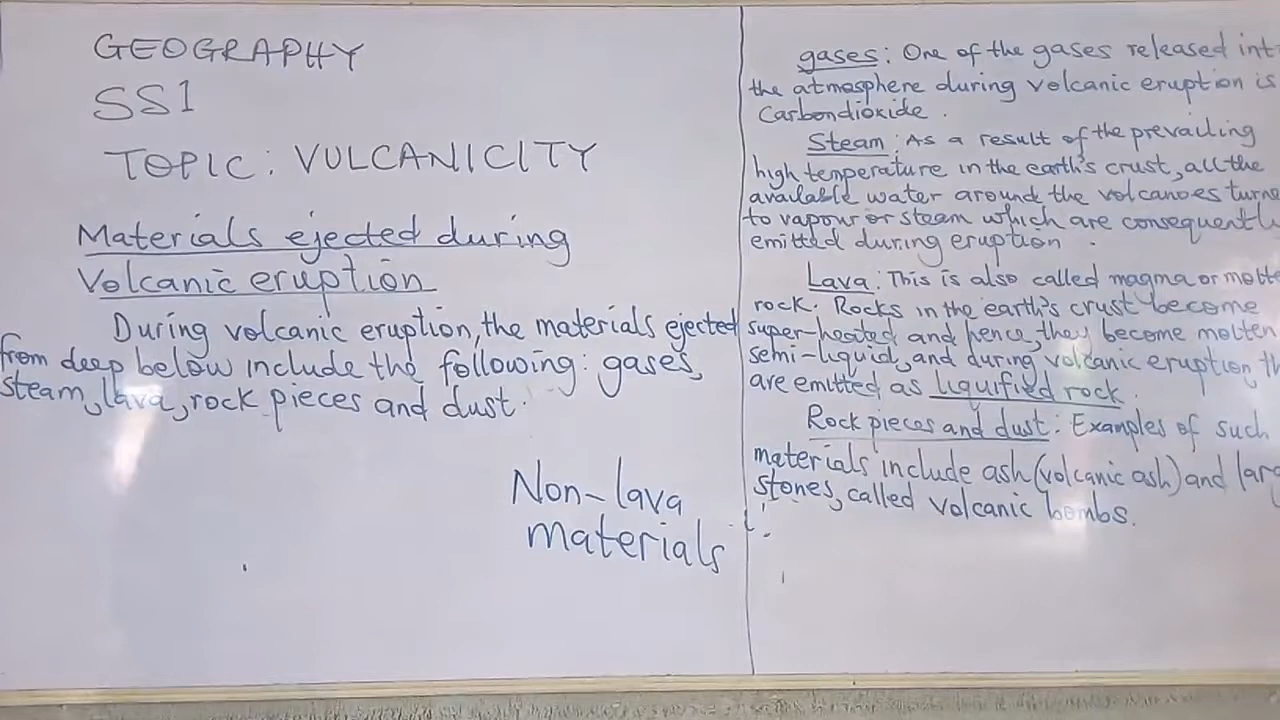 GEOGRAPHY
SS1
TOPIC: VULCANICITY
Materials ejected during
Volcanic eruption
During volcanic eruption, the materials ejected
from deep below include the following: gases,
steam, lava, rock pieces and dust.
Non-lava
materials
gases: One of the gases released int
the atmosphere during volcanic eruption is
Carbondioxide.
Steam: As a result of the prevailing
high temperature in the earth's crust, all the
available water around the volcanoes turns
to vapour or steam which are consequently
emitted during eruption.
Lava: This is also called magma or molte
rock. Rocks in the earth's crust become
super-heated and hence, they become molten
semi-liquid, and during volcanic eruption, th
are emitted as liquified rock.
Rock pieces and dust: Examples of such
materials include ash (volcanic ash) and larg
stones, called volcanic bombs.